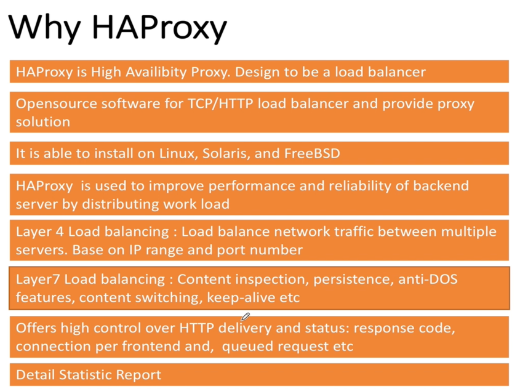 Why HAProxy
HAProxy is High Availibity Proxy. Design to be a load balancer
Opensource software for TCP/HTTP load balancer and provide proxy
solution
It is able to install on Linux, Solaris, and FreeBSD
HAProxy is used to improve performance and reliability of backend
server by distributing work load
Layer 4 Load balancing : Load balance network traffic between multiple
servers. Base on IP range and port number
Layer7 Load balancing : Content inspection, persistence, anti-DOS
features, content switching, keep-alive etc
Offers high control over HTTP delivery and status: response code,
connection per frontend and, queued request etc
Detail Statistic Report